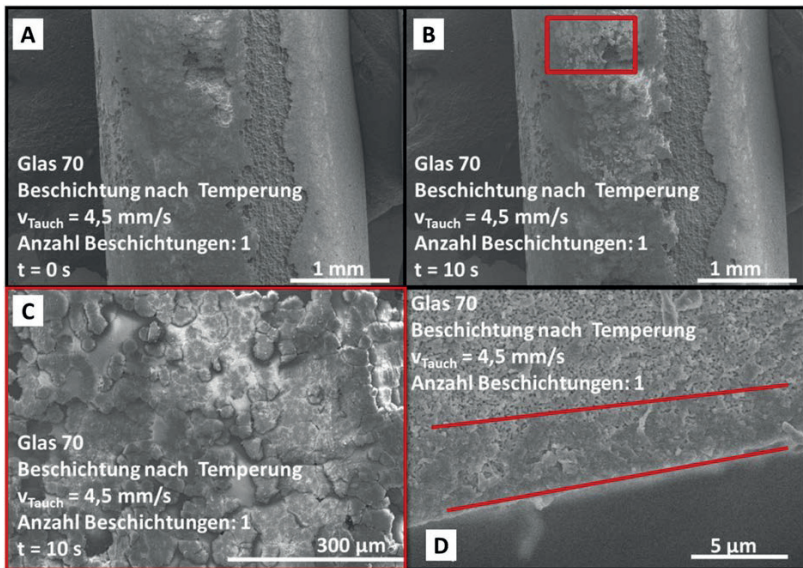 A
Glas 70
Beschichtung nach Temperung
vTauch = 4,5 mm/s
Anzahl Beschichtungen: 1
t = 0 s
1 mm
B
Glas 70
Beschichtung nach Temperung
vTauch = 4,5 mm/s
Anzahl Beschichtungen: 1
t = 10 s
1 mm
C
Glas 70
Beschichtung nach Temperung
vTauch = 4,5 mm/s
Anzahl Beschichtungen: 1
t = 10 s
300 µm
Glas 70
Beschichtung nach Temperung
vTauch = 4,5 mm/s
Anzahl Beschichtungen: 1
D
5 µm